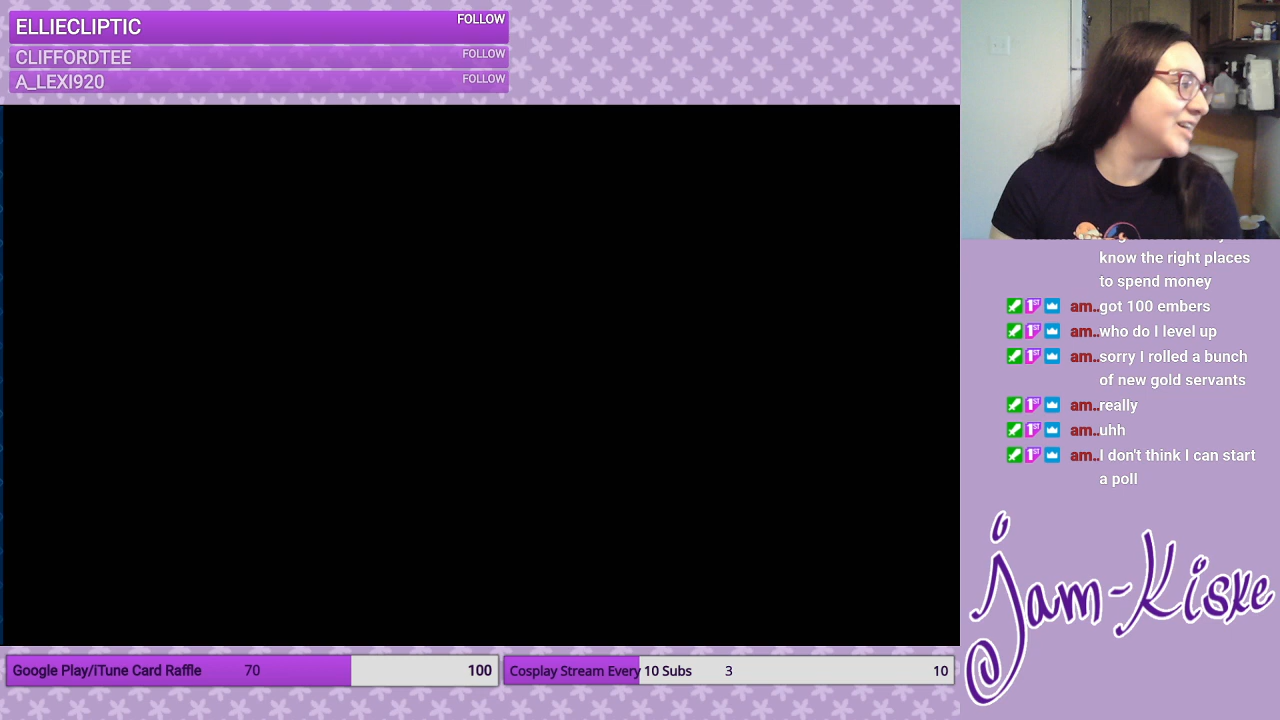 ELLIECLIPTIC FOLLOW
CLIFFORDTEE FOLLOW
A_LEXI920 FOLLOW
know the right places
to spend money
am..got 100 embers
am..who do I level up
am..sorry I rolled a bunch
of new gold servants
am..really
am..uhh
am..I don't think I can start
a poll
@Jam-Kiske
Google Play/iTune Card Raffle 70 100
Cosplay Stream Every 10 Subs 3 10